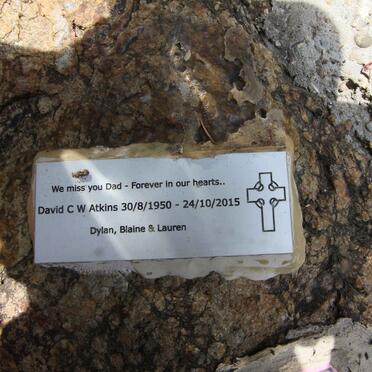 We miss you Dad - Forever in our hearts..
David C W Atkins 30/8/1950 - 24/10/2015
Dylan, Blaine & Lauren